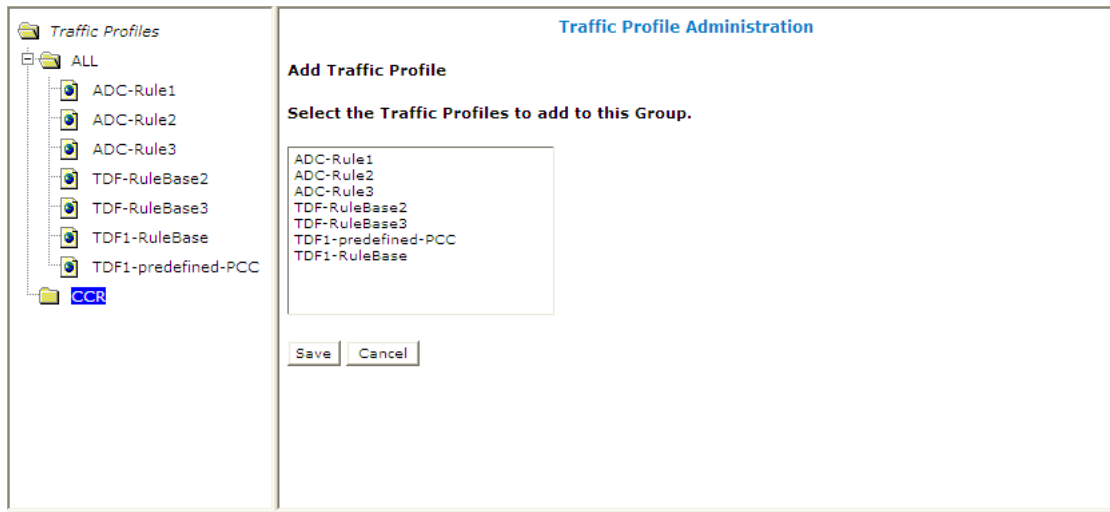 Traffic Profiles
ALL
ADC-Rule1
ADC-Rule2
ADC-Rule3
TDF-RuleBase2
TDF-RuleBase3
TDF1-RuleBase
TDF1-predefined-PCC
CCR
Traffic Profile Administration
Add Traffic Profile
Select the Traffic Profiles to add to this Group.
ADC-Rule1
ADC-Rule2
ADC-Rule3
TDF-RuleBase2
TDF-RuleBase3
TDF1-predefined-PCC
TDF1-RuleBase
Save Cancel